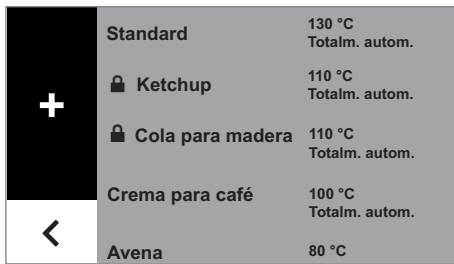 Standard 130 °C
Totalm. autom.
Ketchup 110 °C
Totalm. autom.
Cola para madera 110 °C
Totalm. autom.
Crema para café 100 °C
Totalm. autom.
Avena 80 °C